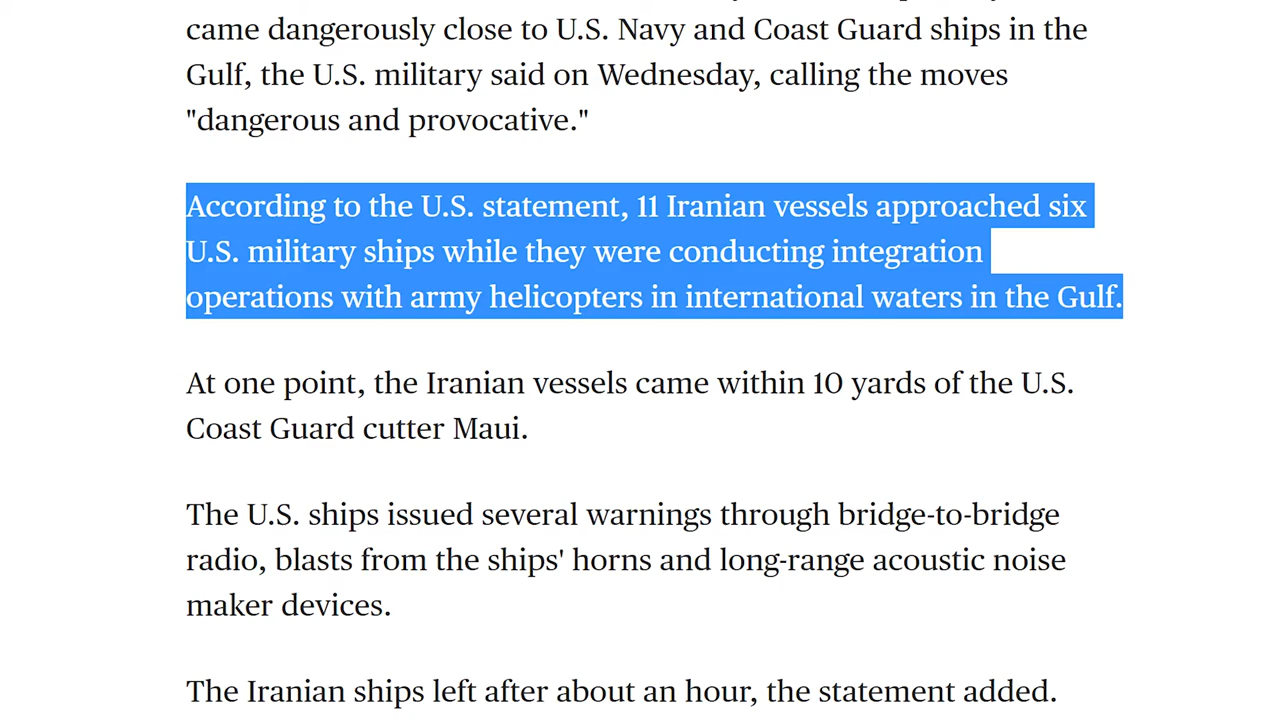 came dangerously close to U.S. Navy and Coast Guard ships in the
Gulf, the U.S. military said on Wednesday, calling the moves
"dangerous and provocative."
According to the U.S. statement, 11 Iranian vessels approached six
U.S. military ships while they were conducting integration
operations with army helicopters in international waters in the Gulf.
At one point, the Iranian vessels came within 10 yards of the U.S.
Coast Guard cutter Maui.
The U.S. ships issued several warnings through bridge-to-bridge
radio, blasts from the ships' horns and long-range acoustic noise
maker devices.
The Iranian ships left after about an hour, the statement added.